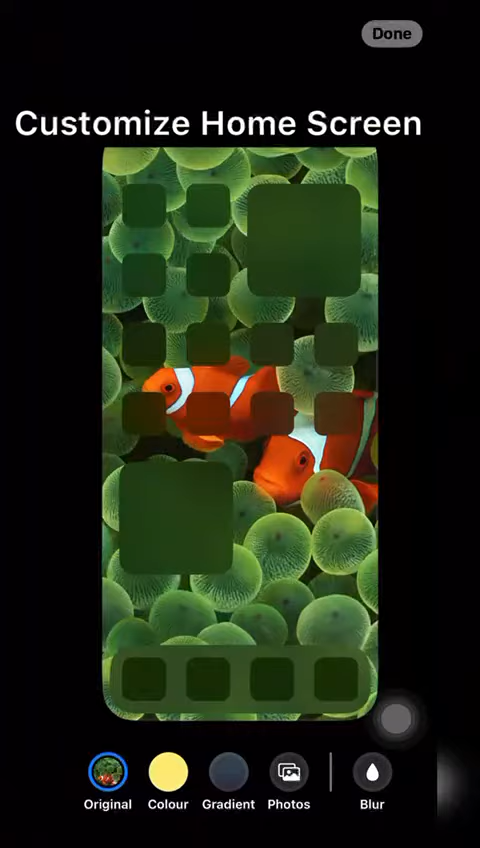 Done
Customize Home Screen
Original
Colour
Gradient
Photos
Blur